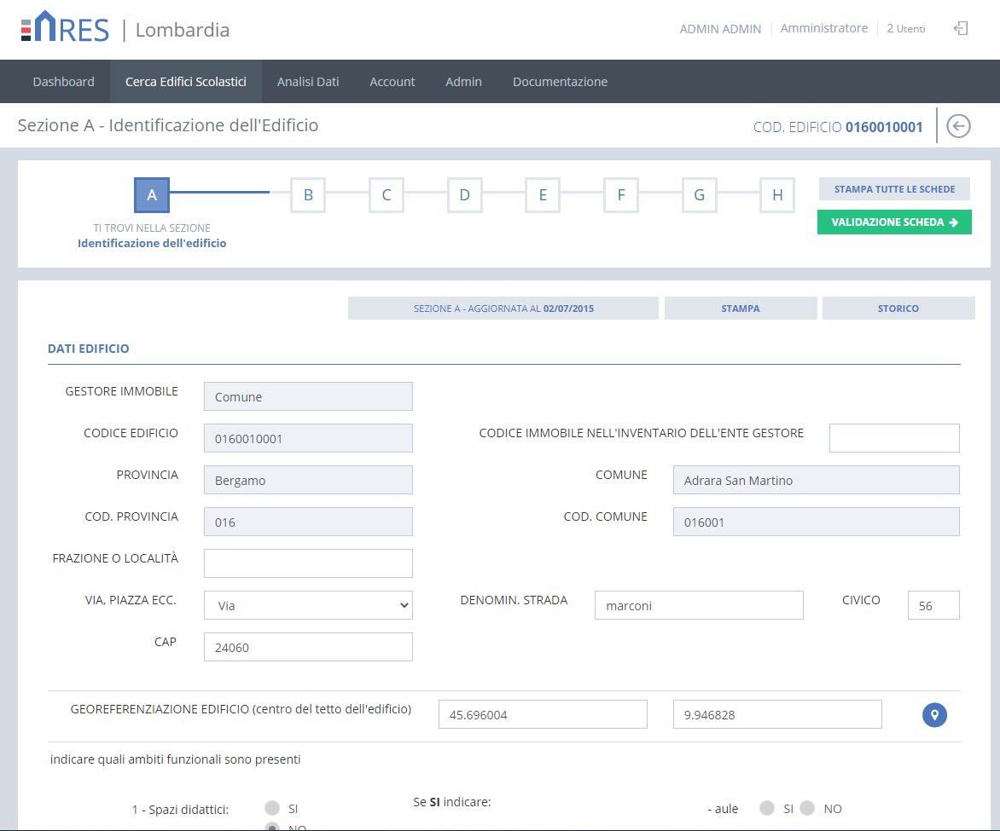 ARES | Lombardia
ADMIN ADMIN Amministratore 2 Utenti
Dashboard Cerca Edifici Scolastici Analisi Dati Account Admin Documentazione
Sezione A - Identificazione dell'Edificio COD. EDIFICIO 0160010001
A B C D E F G H
STAMPA TUTTE LE SCHEDE
VALIDAZIONE SCHEDA
TI TROVI NELLA SEZIONE
Identificazione dell'edificio
SEZIONE A - AGGIORNATA AL 02/07/2015 STAMPA STORICO
DATI EDIFICIO
GESTORE IMMOBILE Comune
CODICE EDIFICIO 0160010001 CODICE IMMOBILE NELL'INVENTARIO DELL'ENTE GESTORE
PROVINCIA Bergamo COMUNE Adrara San Martino
COD. PROVINCIA 016 COD. COMUNE 016001
FRAZIONE O LOCALITÀ
VIA, PIAZZA ECC. Via DENOMIN. STRADA marconi CIVICO 56
CAP 24060
GEOREFERENZIAZIONE EDIFICIO (centro del tetto dell'edificio) 45.696004 9.946828
indicare quali ambiti funzionali sono presenti
1 - Spazi didattici: SI Se SI indicare: - aule SI NO
NO